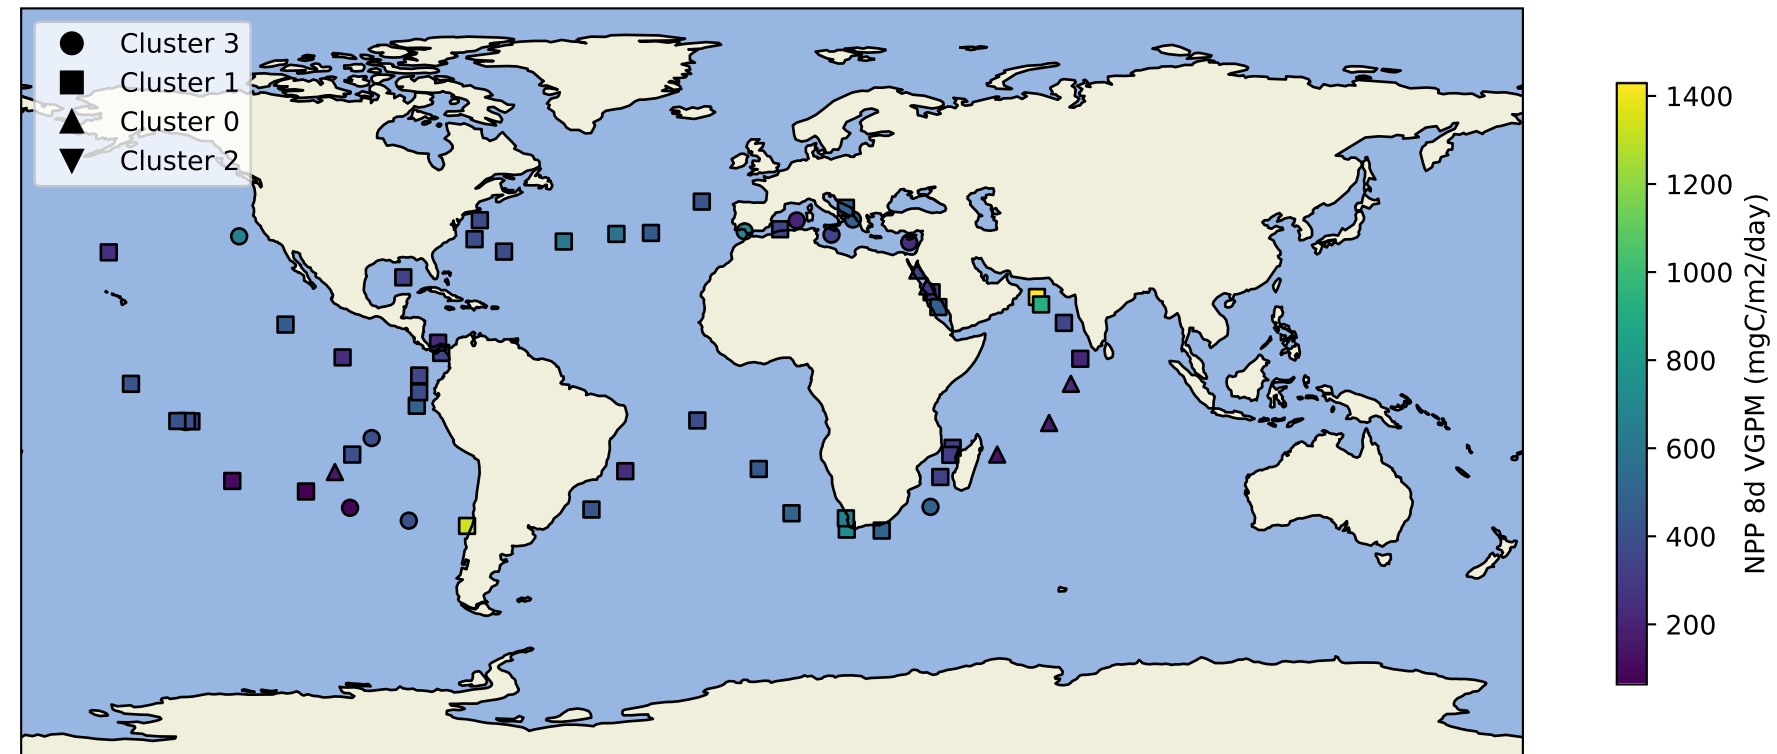 Cluster 3
Cluster 1
Cluster 0
Cluster 2
1400
1200
1000
800
600
400
200
NPP 8d VGPM (mgC/m2/day)